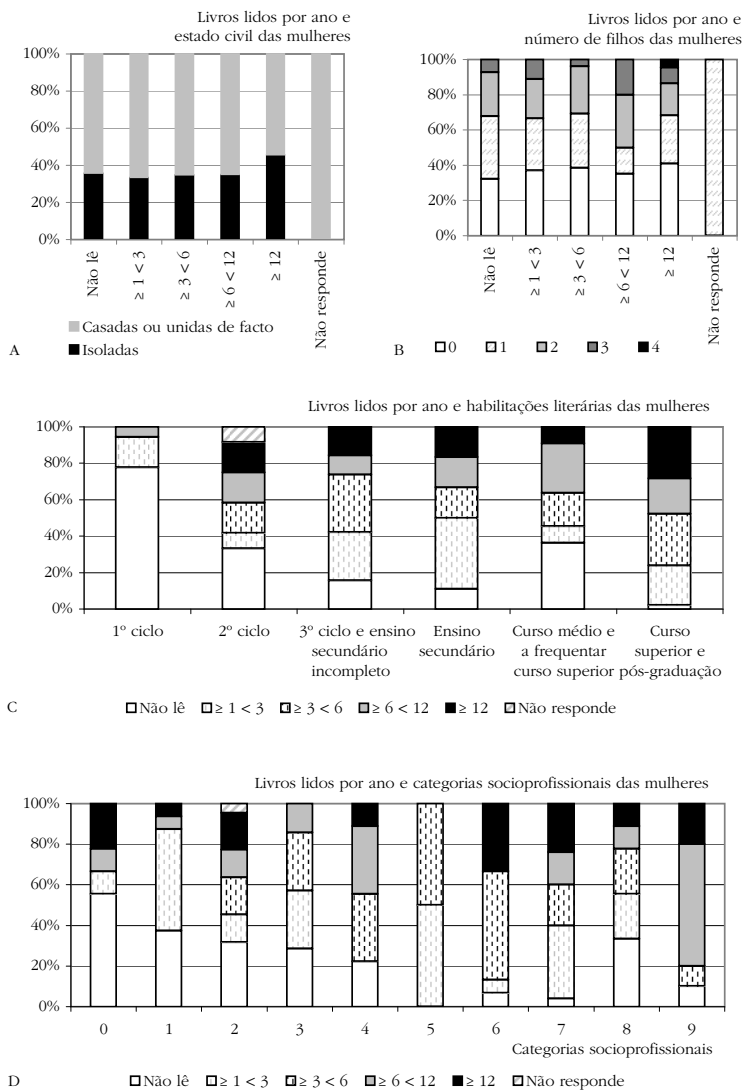 Livros lidos por ano e
estado civil das mulheres
100%
80%
60%
40%
20%
0%
Não lê
≥ 1 < 3
≥ 3 < 6
≥ 6 < 12
≥ 12
Não responde
Casadas ou unidas de facto
Isoladas
A
Livros lidos por ano e
número de filhos das mulheres
100%
80%
60%
40%
20%
0%
Não lê
≥ 1 < 3
≥ 3 < 6
≥ 6 < 12
≥ 12
Não responde
B 0 1 2 3 4
Livros lidos por ano e habilitações literárias das mulheres
100%
80%
60%
40%
20%
0%
1º ciclo 2º ciclo 3º ciclo e ensino Ensino Curso médio e Curso
secundário secundário a frequentar superior e
incompleto curso superior pós-graduação
C Não lê ≥ 1 < 3 ≥ 3 < 6 ≥ 6 < 12 ≥ 12 Não responde
Livros lidos por ano e categorias socioprofissionais das mulheres
100%
80%
60%
40%
20%
0%
0 1 2 3 4 5 6 7 8 9
Categorias socioprofissionais
D Não lê ≥ 1 < 3 ≥ 3 < 6 ≥ 6 < 12 ≥ 12 Não responde